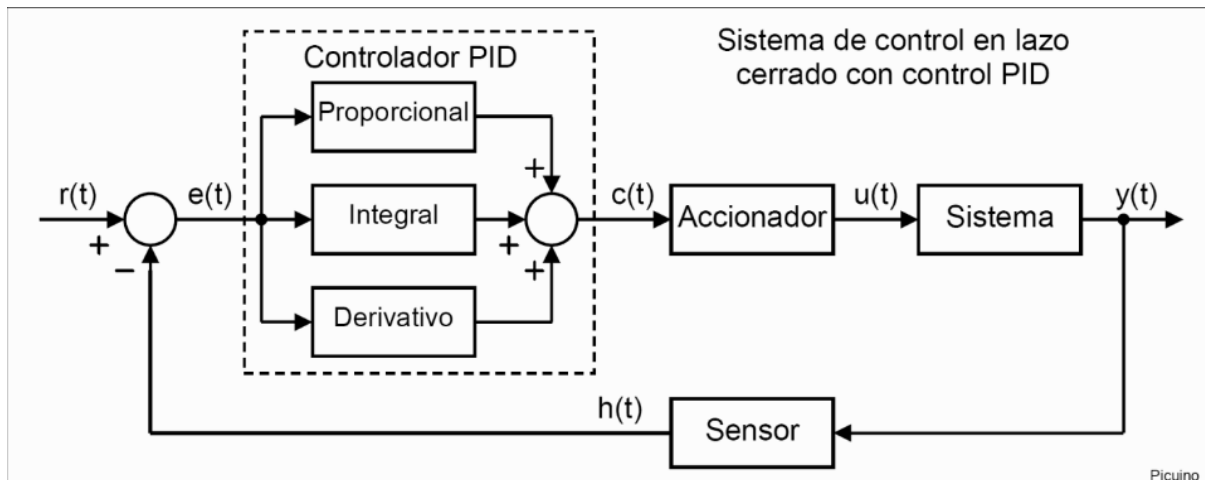 Sistema de control en lazo
cerrado con control PID
Controlador PID
Proporcional
+
r(t)
e(t)
Integral
c(t)
Accionador
u(t)
Sistema
y(t)
+
+
−
+
Derivativo
h(t)
Sensor
Picuino